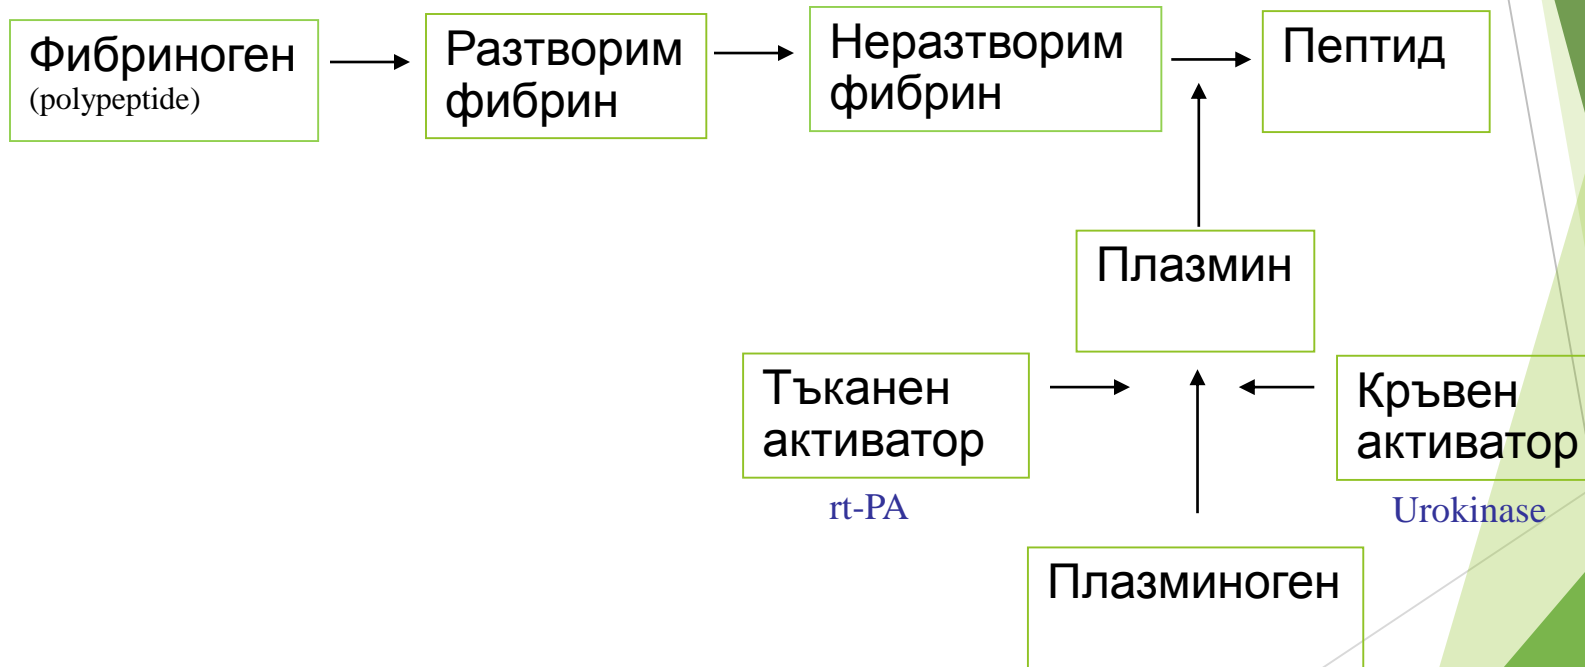 Фибриноген
(polypeptide)
Разтворим
фибрин
Неразтворим
фибрин
Пептид
Плазмин
Тъканен
активатор
rt-PA
Кръвен
активатор
Urokinase
Плазминоген